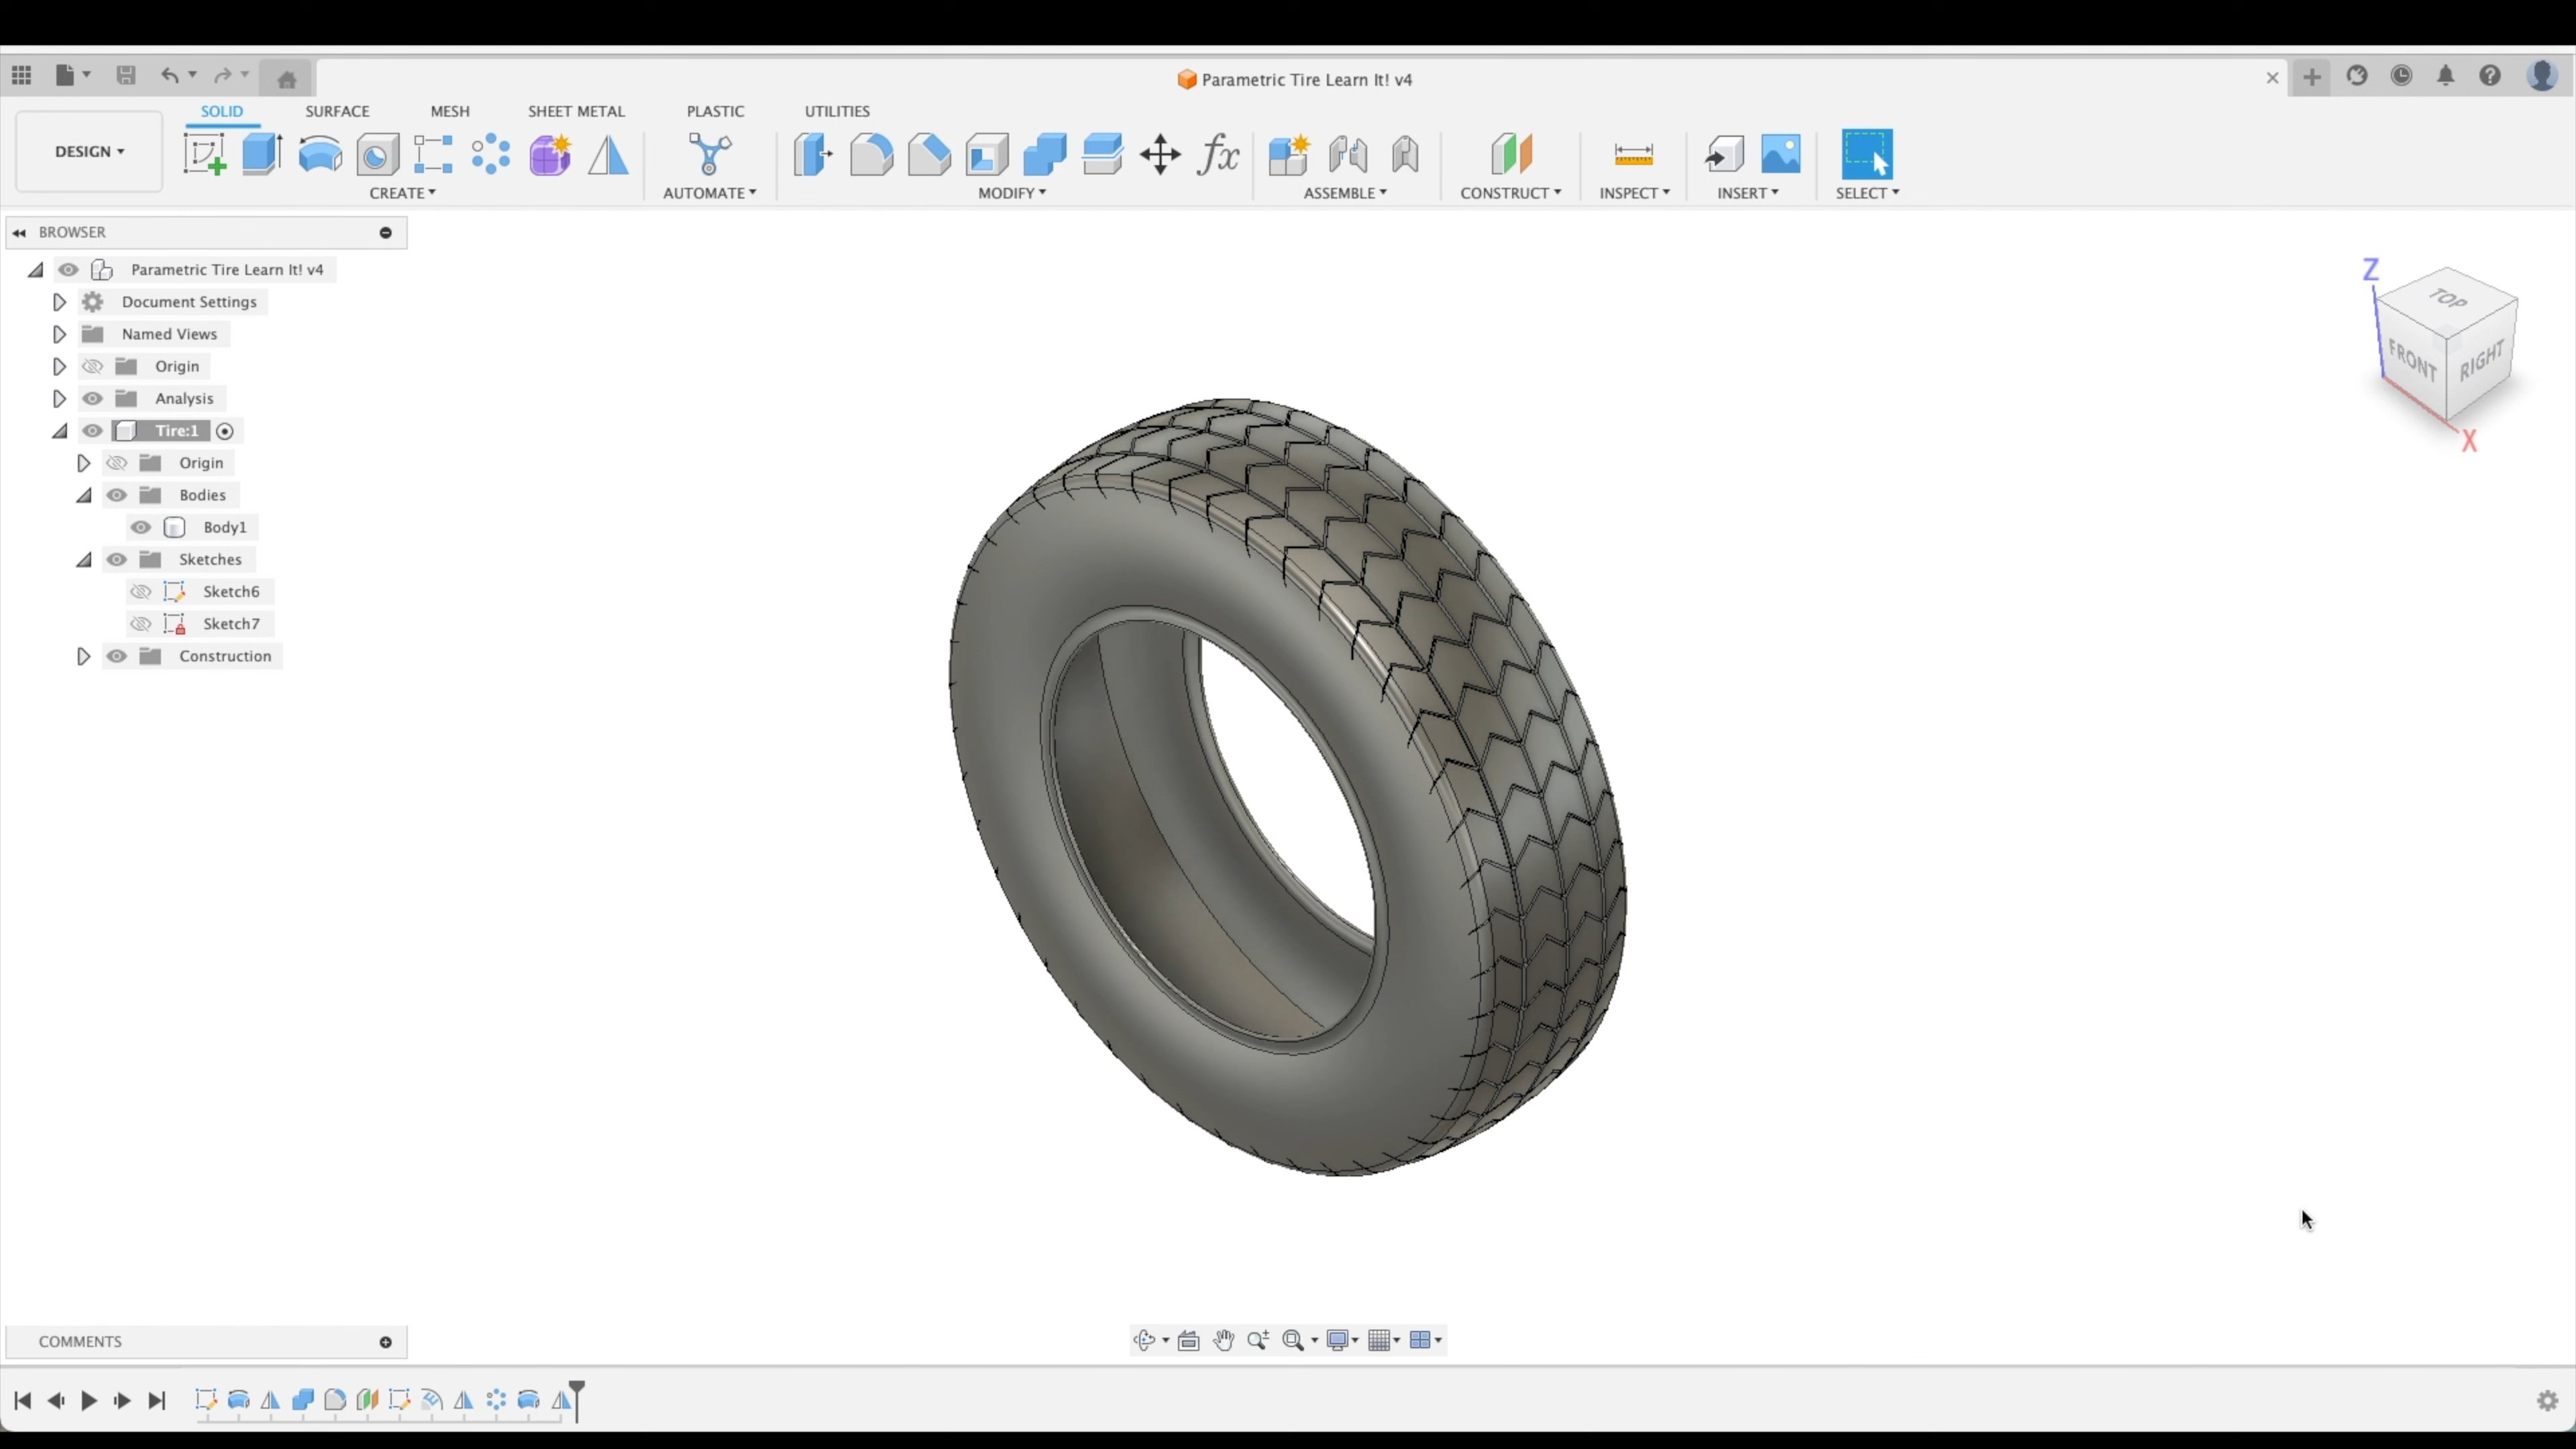 Parametric Tire Learn It! v4
SOLID SURFACE MESH SHEET METAL PLASTIC UTILITIES
DESIGN
fx
CREATE AUTOMATE MODIFY ASSEMBLE CONSTRUCT INSPECT INSERT SELECT
BROWSER
Parametric Tire Learn It! v4
Document Settings
Named Views
Origin
Analysis
Tire:1
Origin
Bodies
Body1
Sketches
Sketch6
Sketch7
Construction
Z
TOP
FRONT
RIGHT
X
COMMENTS